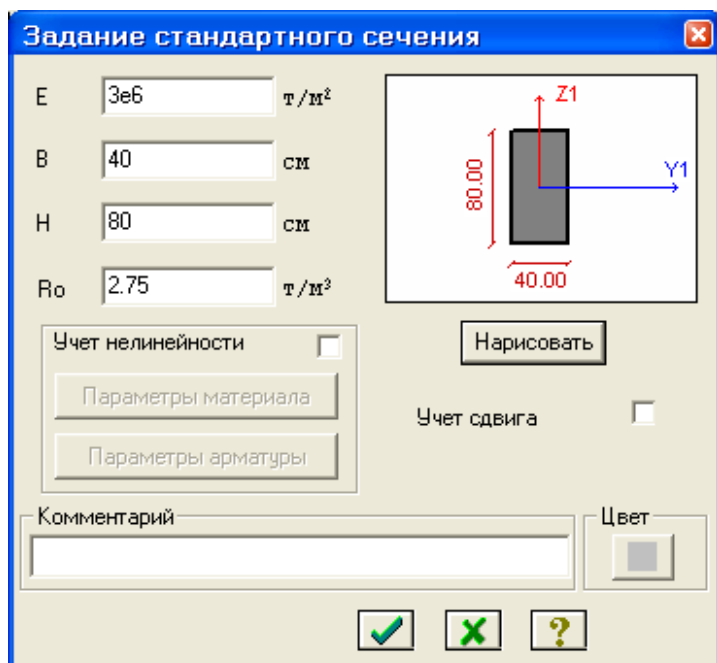 Задание стандартного сечения
E 3e6 т/м²
B 40 см
H 80 см
Ro 2.75 т/м³
Z1
Y1
80.00
40.00
Учет нелинейности
Параметры материала
Параметры арматуры
Нарисовать
Учет сдвига
Комментарий
Цвет
?